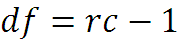 df = rc − 1